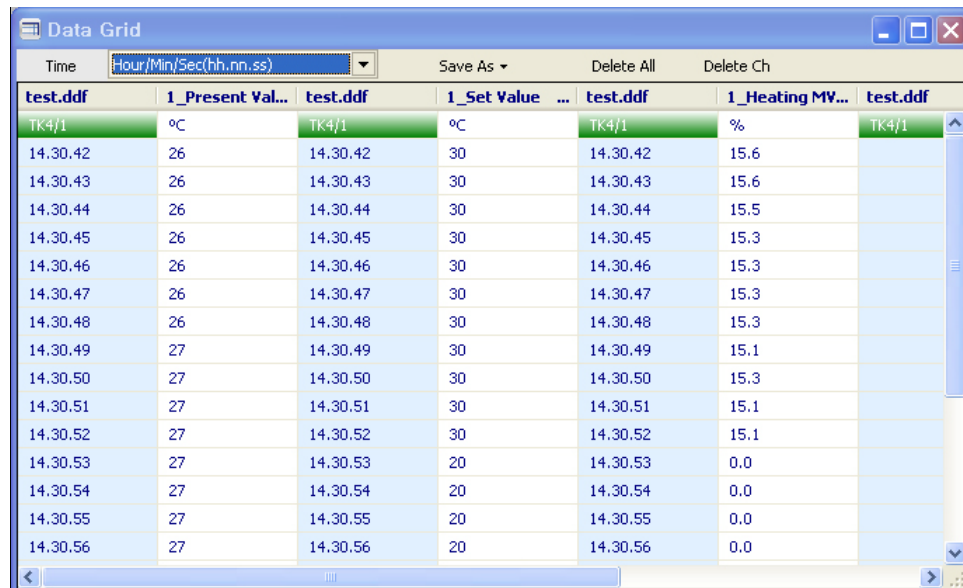 Data Grid
Time Hour/Min/Sec(hh.nn.ss) Save As Delete All Delete Ch
test.ddf 1_Present Val... test.ddf 1_Set Value ... test.ddf 1_Heating MV... test.ddf
TK4/1 ºC TK4/1 ºC TK4/1 % TK4/1
14.30.42 26 14.30.42 30 14.30.42 15.6
14.30.43 26 14.30.43 30 14.30.43 15.6
14.30.44 26 14.30.44 30 14.30.44 15.5
14.30.45 26 14.30.45 30 14.30.45 15.3
14.30.46 26 14.30.46 30 14.30.46 15.3
14.30.47 26 14.30.47 30 14.30.47 15.3
14.30.48 26 14.30.48 30 14.30.48 15.3
14.30.49 27 14.30.49 30 14.30.49 15.1
14.30.50 27 14.30.50 30 14.30.50 15.3
14.30.51 27 14.30.51 30 14.30.51 15.1
14.30.52 27 14.30.52 30 14.30.52 15.1
14.30.53 27 14.30.53 20 14.30.53 0.0
14.30.54 27 14.30.54 20 14.30.54 0.0
14.30.55 27 14.30.55 20 14.30.55 0.0
14.30.56 27 14.30.56 20 14.30.56 0.0